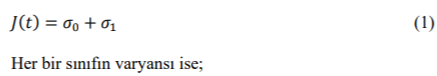 J(t) = σ₀ + σ₁ (1)
Her bir sınıfın varyansı ise;